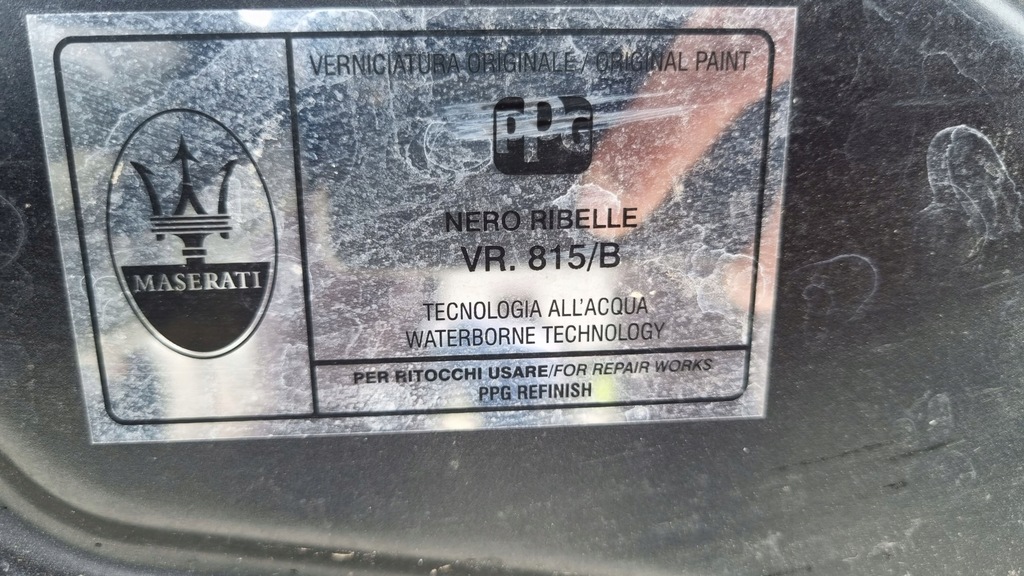 VERNICIATURA ORIGINALE / ORIGINAL PAINT
PPG
MASERATI
NERO RIBELLE
VR. 815/B
TECNOLOGIA ALL'ACQUA
WATERBORNE TECHNOLOGY
PER RITOCCHI USARE/FOR REPAIR WORKS
PPG REFINISH